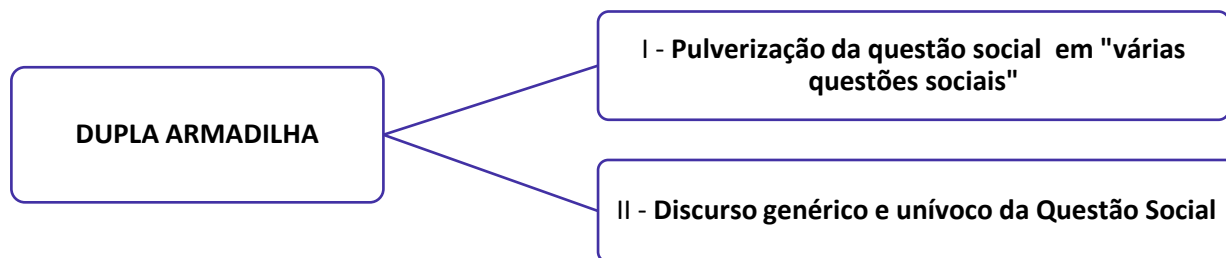 DUPLA ARMADILHA
I - Pulverização da questão social em "várias
questões sociais"
II - Discurso genérico e unívoco da Questão Social